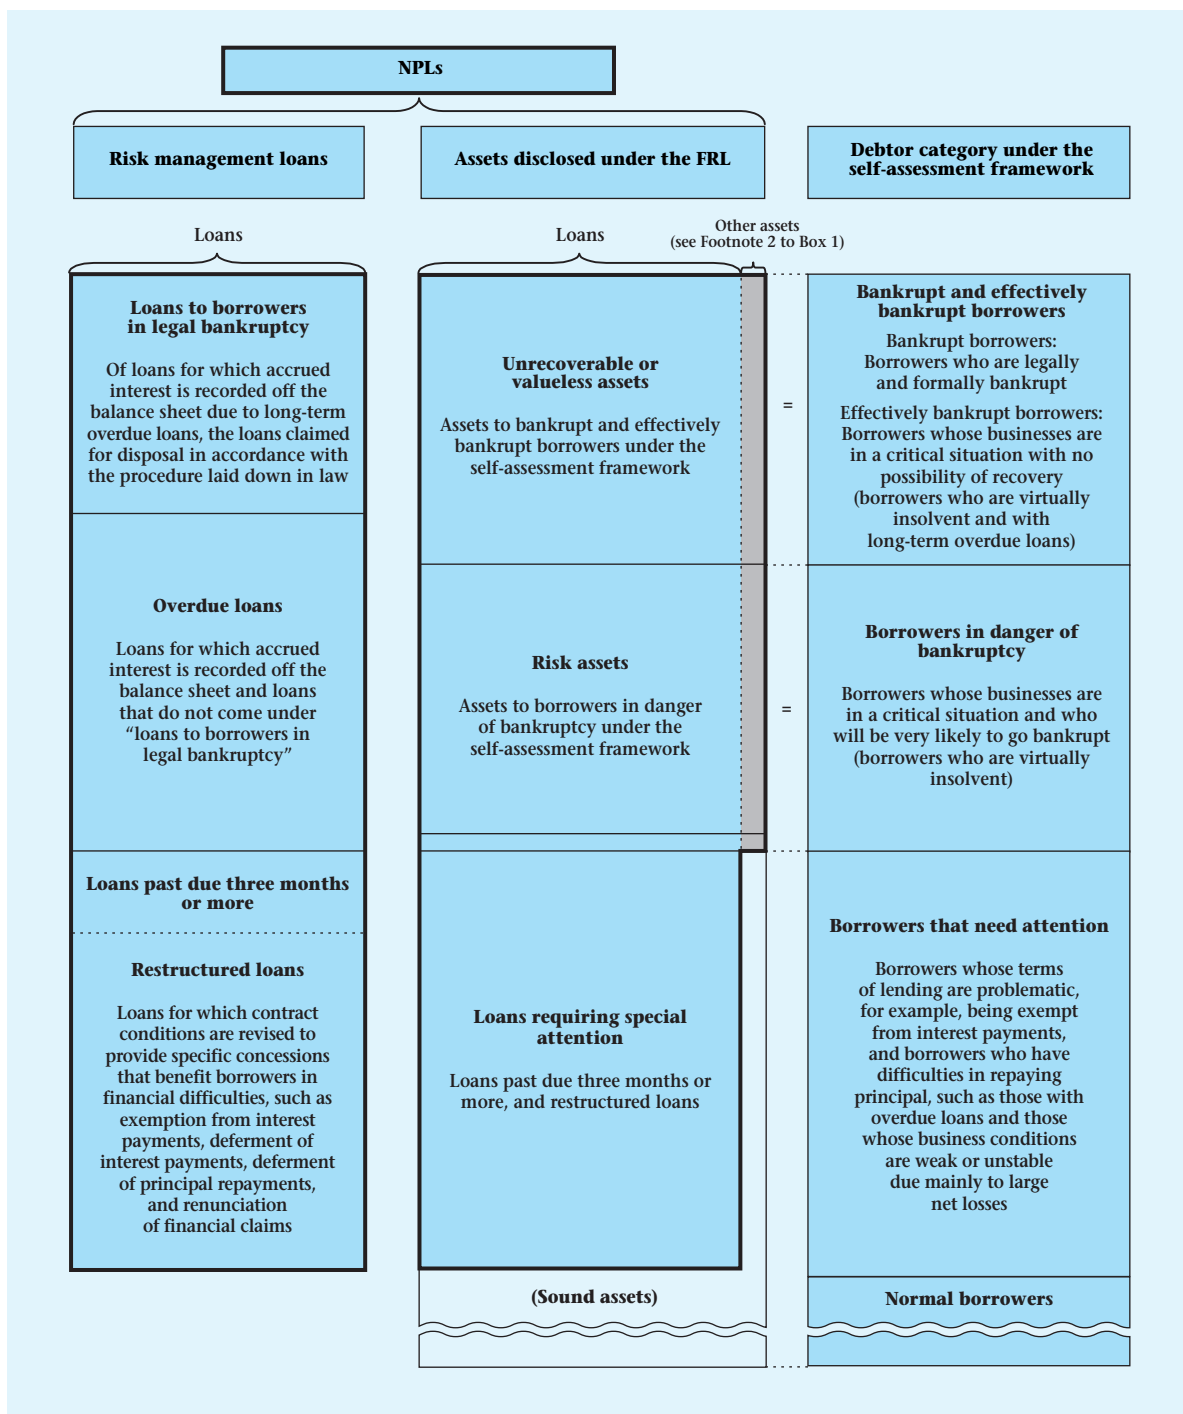 NPLs
Risk management loans
Assets disclosed under the FRL
Debtor category under the
self-assessment framework
Loans
Loans
Other assets
(see Footnote 2 to Box 1)
Loans to borrowers
in legal bankruptcy
Of loans for which accrued
interest is recorded off the
balance sheet due to long-term
overdue loans, the loans claimed
for disposal in accordance with
the procedure laid down in law
Overdue loans
Loans for which accrued
interest is recorded off the
balance sheet and loans
that do not come under
“loans to borrowers in
legal bankruptcy”
Loans past due three months
or more
Restructured loans
Loans for which contract
conditions are revised to
provide specific concessions
that benefit borrowers in
financial difficulties, such as
exemption from interest
payments, deferment of
interest payments, deferment
of principal repayments,
and renunciation
of financial claims
Unrecoverable or
valueless assets
Assets to bankrupt and effectively
bankrupt borrowers under the
self-assessment framework
Risk assets
Assets to borrowers in danger
of bankruptcy under the
self-assessment framework
Loans requiring special
attention
Loans past due three months or
more, and restructured loans
(Sound assets)
=
=
Bankrupt and effectively
bankrupt borrowers
Bankrupt borrowers:
Borrowers who are legally
and formally bankrupt
Effectively bankrupt borrowers:
Borrowers whose businesses are
in a critical situation with no
possibility of recovery
(borrowers who are virtually
insolvent and with
long-term overdue loans)
Borrowers in danger of
bankruptcy
Borrowers whose businesses are
in a critical situation and who
will be very likely to go bankrupt
(borrowers who are virtually
insolvent)
Borrowers that need attention
Borrowers whose terms
of lending are problematic,
for example, being exempt
from interest payments,
and borrowers who have
difficulties in repaying
principal, such as those with
overdue loans and those
whose business conditions
are weak or unstable
due mainly to large
net losses
Normal borrowers